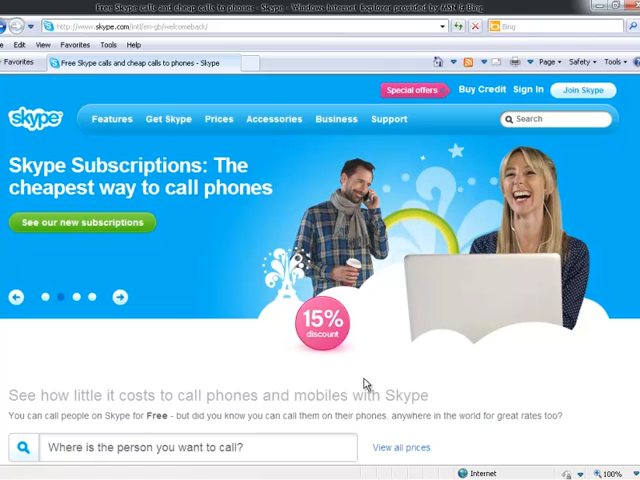 Free Skype calls and cheap calls to phones - Skype - Windows Internet Explorer provided by MSN & Bing
http://www.skype.com/intl/en-gb/welcomeback/
Bing
Edit View Favorites Tools Help
Favorites Free Skype calls and cheap calls to phones - Skype Page Safety Tools
Special offers Buy Credit Sign In Join Skype
skype Features Get Skype Prices Accessories Business Support Search
Skype Subscriptions: The
cheapest way to call phones
See our new subscriptions
15%
discount
See how little it costs to call phones and mobiles with Skype
You can call people on Skype for Free - but did you know you can call them on their phones, anywhere in the world for great rates too?
Where is the person you want to call? View all prices
Internet 100%